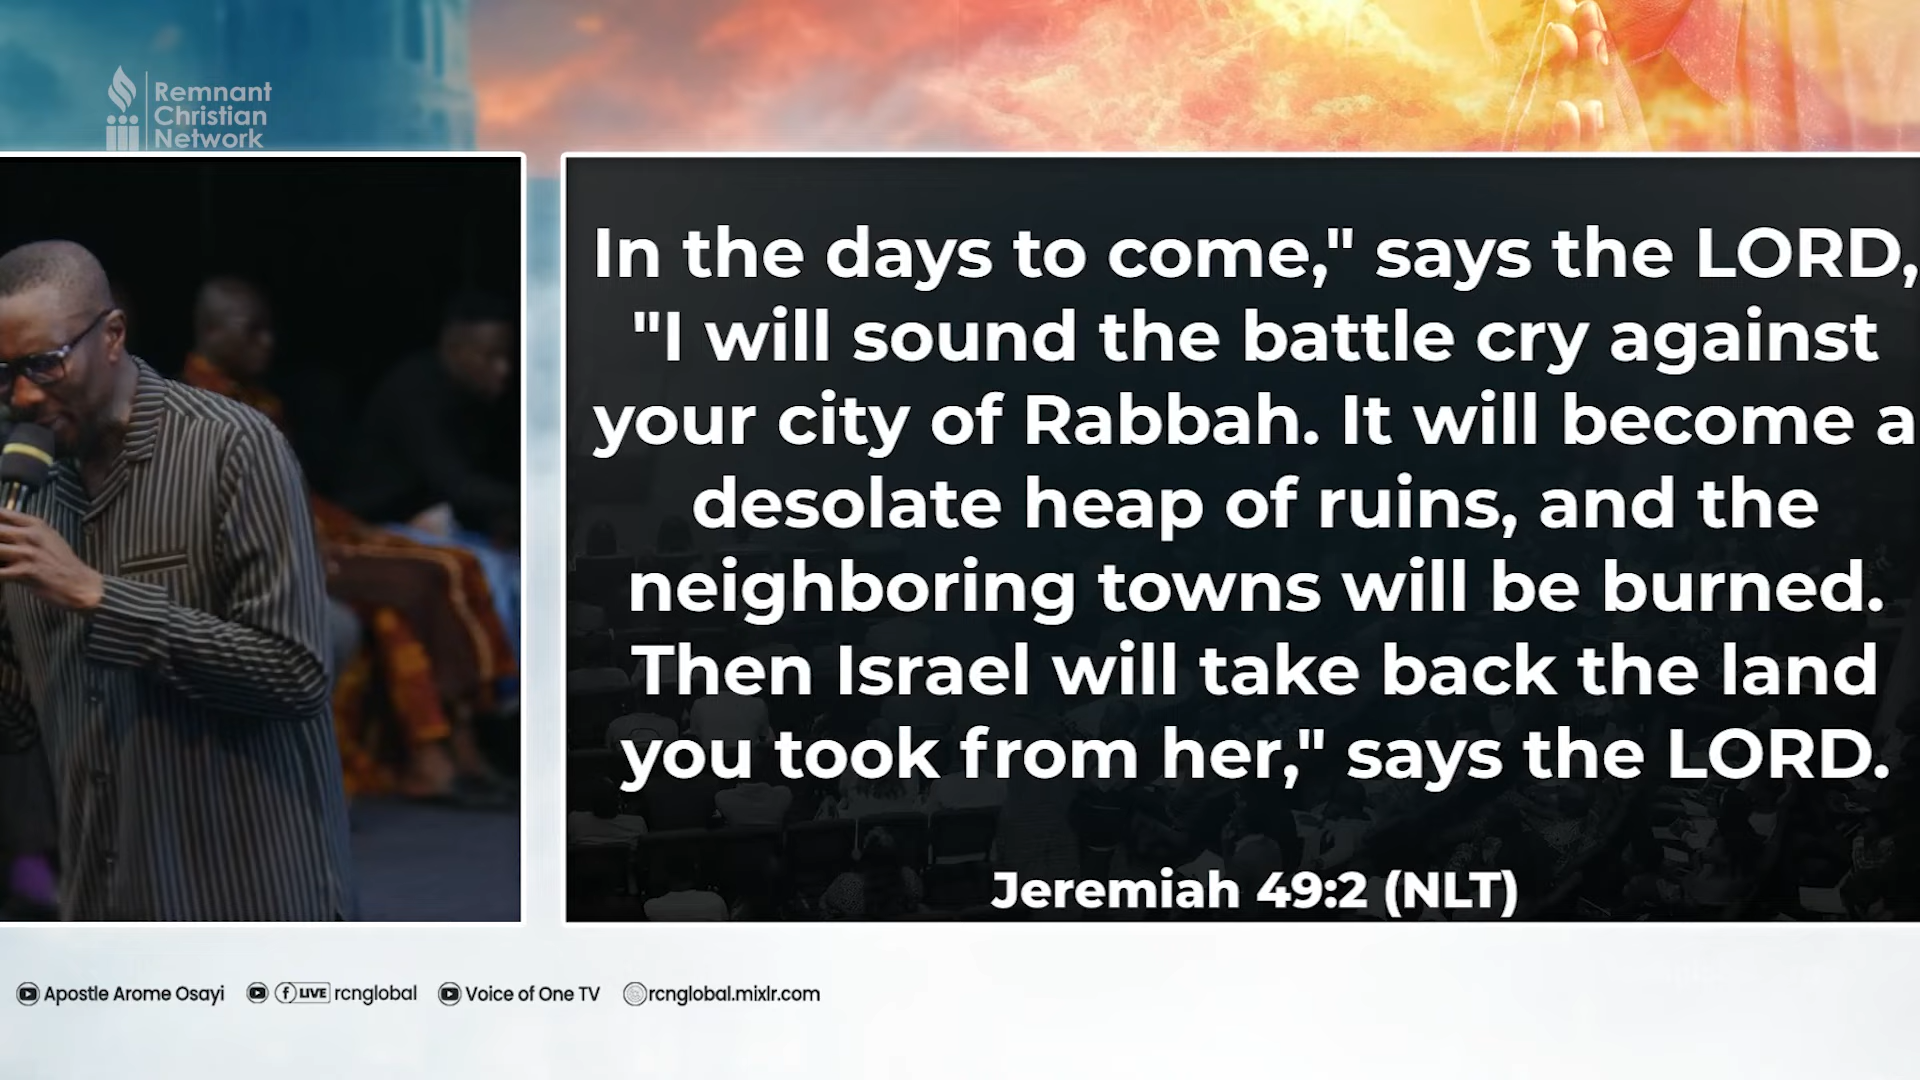 Remnant
Christian
Network
In the days to come," says the LORD,
"I will sound the battle cry against
your city of Rabbah. It will become a
desolate heap of ruins, and the
neighboring towns will be burned.
Then Israel will take back the land
you took from her," says the LORD.
Jeremiah 49:2 (NLT)
Apostle Arome Osayi LIVE rcnglobal Voice of One TV rcnglobal.mixlr.com